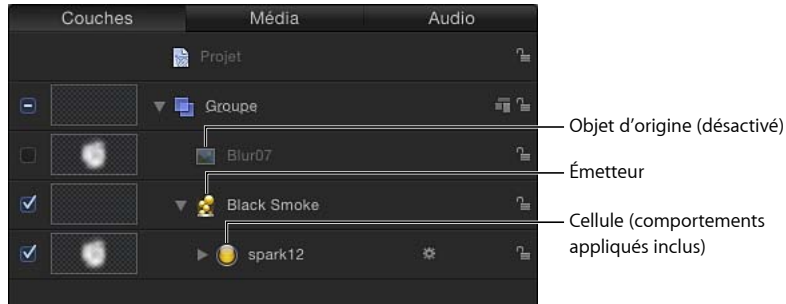 Couches Média Audio
Projet
Groupe
Blur07
Objet d'origine (désactivé)
Émetteur
Black Smoke
Cellule (comportements
appliqués inclus)
spark12